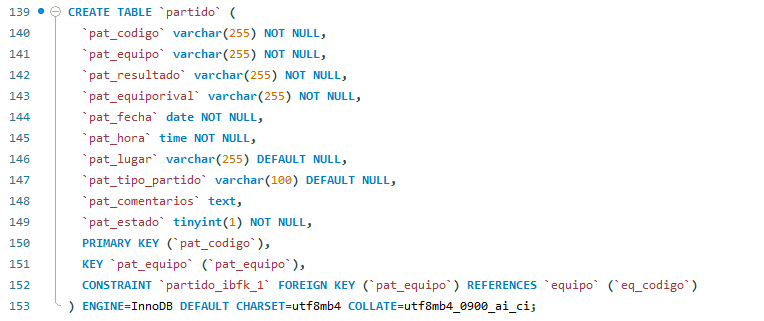 139 CREATE TABLE `partido` (
140 `pat_codigo` varchar(255) NOT NULL,
141 `pat_equipo` varchar(255) NOT NULL,
142 `pat_resultado` varchar(255) NOT NULL,
143 `pat_equiporival` varchar(255) NOT NULL,
144 `pat_fecha` date NOT NULL,
145 `pat_hora` time NOT NULL,
146 `pat_lugar` varchar(255) DEFAULT NULL,
147 `pat_tipo_partido` varchar(100) DEFAULT NULL,
148 `pat_comentarios` text,
149 `pat_estado` tinyint(1) NOT NULL,
150 PRIMARY KEY (`pat_codigo`),
151 KEY `pat_equipo` (`pat_equipo`),
152 CONSTRAINT `partido_ibfk_1` FOREIGN KEY (`pat_equipo`) REFERENCES `equipo` (`eq_codigo`)
153 ) ENGINE=InnoDB DEFAULT CHARSET=utf8mb4 COLLATE=utf8mb4_0900_ai_ci;